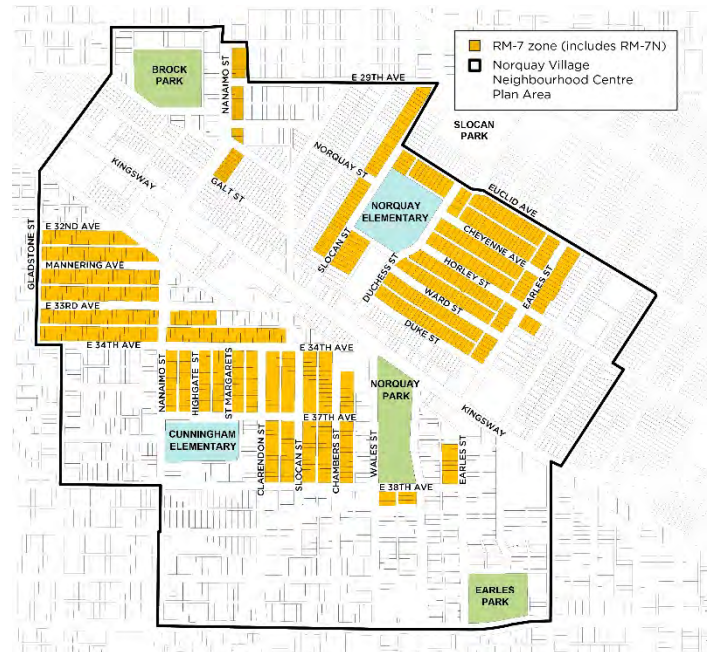 RM-7 zone (includes RM-7N)
Norquay Village
Neighbourhood Centre
Plan Area
BROCK
PARK
NANAIMO ST
E 29TH AVE
SLOCAN
PARK
KINGSWAY
NORQUAY ST
GALT ST
NORQUAY
ELEMENTARY
EUCLID AVE
GLADSTONE ST
E 32ND AVE
MANNERING AVE
E 33RD AVE
E 34TH AVE
SLOCAN ST
DUCHESS ST
CHEYENNE AVE
HORLEY ST
WARD ST
DUKE ST
EARLES ST
NANAIMO ST
HIGHGATE ST
ST MARGARETS
E 34TH AVE
NORQUAY
PARK
KINGSWAY
E 37TH AVE
CUNNINGHAM
ELEMENTARY
CLARENDON ST
SLOCAN ST
CHAMBERS ST
WALES ST
EARLES ST
E 38TH AVE
EARLES
PARK